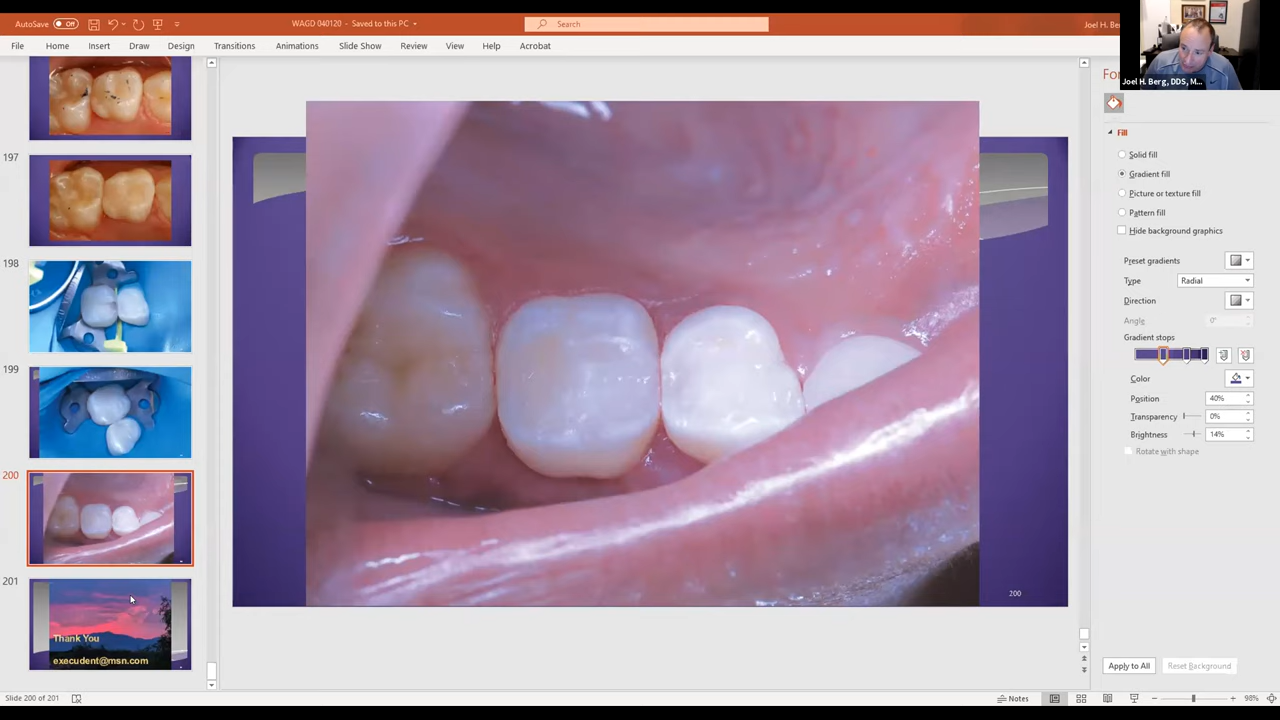 AutoSave Off
WAGD 040120 - Saved to this PC
Search
Joel H. Berg,
File Home Insert Draw Design Transitions Animations Slide Show Review View Help Acrobat
Joel H. Berg, DDS, M...
197
198
199
200
201
Thank You
execudent@msn.com
200
Fill
Solid fill
Gradient fill
Picture or texture fill
Pattern fill
Hide background graphics
Preset gradients
Type Radial
Direction
Angle 0°
Gradient stops
Color
Position 40%
Transparency 0%
Brightness 14%
Rotate with shape
Apply to All Reset Background
Slide 200 of 201
Notes
98%